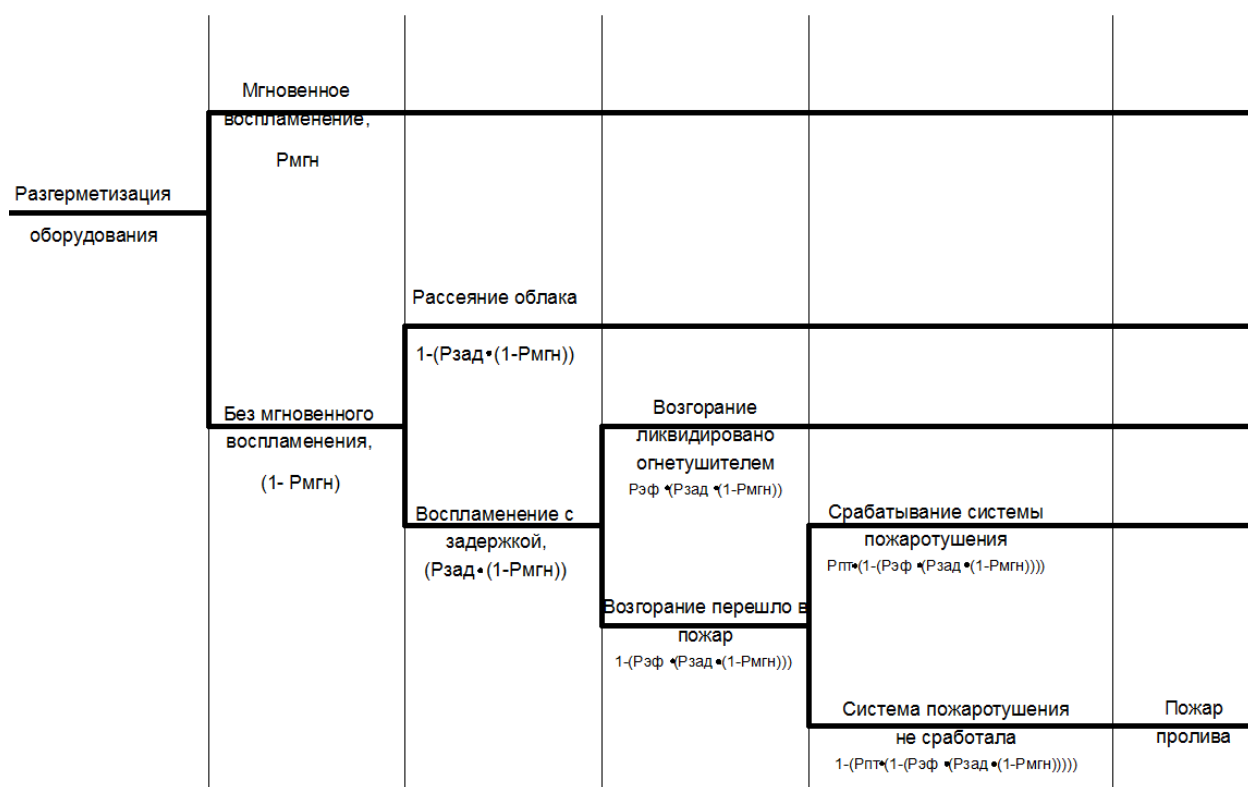 Мгновенное
воспламенение,
Рмгн
Разгерметизация
оборудования
Рассеяние облака
1-(Рзад•(1-Рмгн))
Без мгновенного
воспламенения,
(1- Рмгн)
Возгорание
ликвидировано
огнетушителем
Рэф •(Рзад •(1-Рмгн))
Воспламенение с
задержкой,
(Рзад•(1-Рмгн))
Срабатывание системы
пожаротушения
Рпт•(1-(Рэф •(Рзад•(1-Рмгн))))
Возгорание перешло в
пожар
1-(Рэф •(Рзад•(1-Рмгн)))
Система пожаротушения
не сработала
1-(Рпт•(1-(Рэф •(Рзад•(1-Рмгн)))))
Пожар
пролива